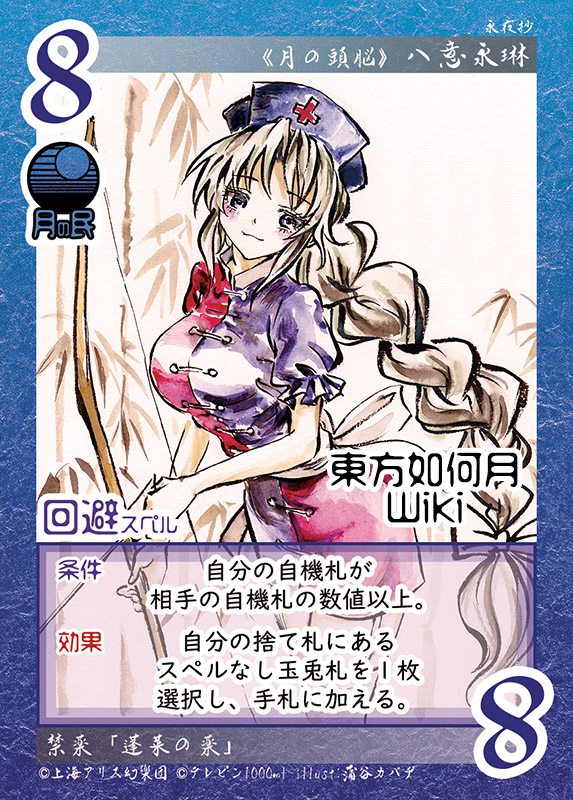 永夜抄
8
《月の頭脳》 八意永琳
月の民
東方如何月
Wiki
回避スペル
条件
自分の自機札が
相手の自機札の数値以上。
効果
自分の捨て札にある
スペルなし玉兎札を1枚
選択し、手札に加える。
8
禁薬「蓬莱の薬」
©上海アリス幻樂団 ©テレピン1000ml illust:蒲谷カバヂ